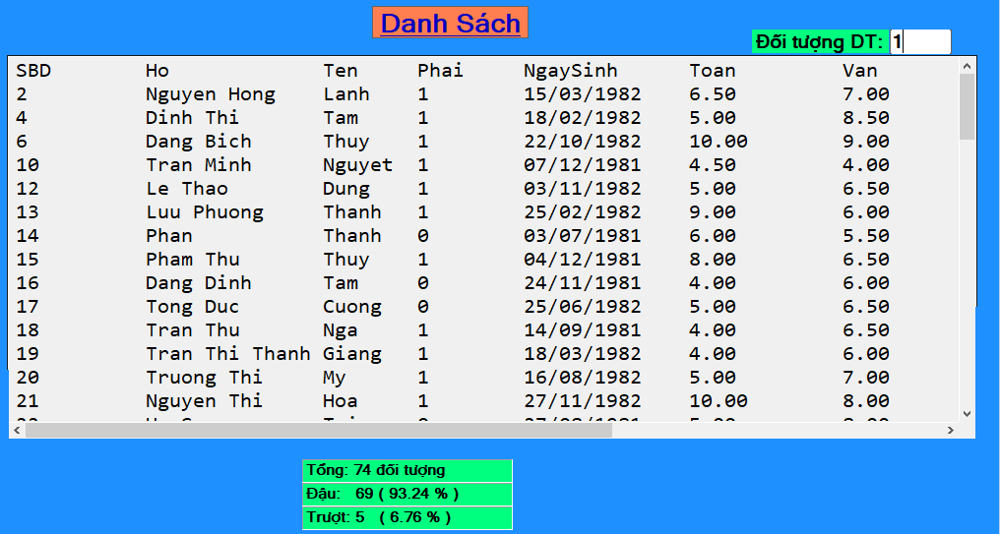 Danh Sách
Đối tượng DT: 1
SBD Ho Ten Phai NgaySinh Toan Van
2 Nguyen Hong Lanh 1 15/03/1982 6.50 7.00
4 Dinh Thi Tam 1 18/02/1982 5.00 8.50
6 Dang Bich Thuy 1 22/10/1982 10.00 9.00
10 Tran Minh Nguyet 1 07/12/1981 4.50 4.00
12 Le Thao Dung 1 03/11/1982 5.00 6.50
13 Luu Phuong Thanh 1 25/02/1982 9.00 6.00
14 Phan Thanh 0 03/07/1981 6.00 5.50
15 Pham Thu Thuy 1 04/12/1981 8.00 6.50
16 Dang Dinh Tam 0 24/11/1981 4.00 6.00
17 Tong Duc Cuong 0 25/06/1982 5.00 6.50
18 Tran Thu Nga 1 14/09/1981 4.00 6.50
19 Tran Thi Thanh Giang 1 18/03/1982 4.00 6.00
20 Truong Thi My 1 16/08/1982 5.00 7.00
21 Nguyen Thi Hoa 1 27/11/1982 10.00 8.00
Tổng: 74 đối tượng
Đậu: 69 ( 93.24 % )
Trượt: 5 ( 6.76 % )